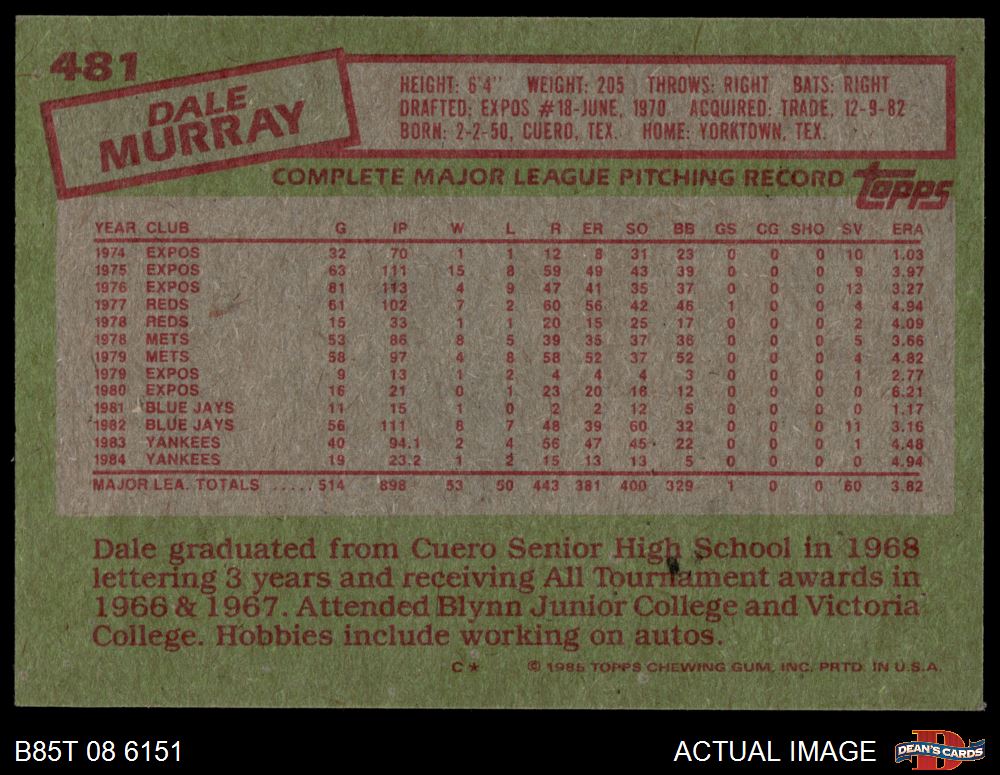 481
DALE
MURRAY
HEIGHT: 6'4" WEIGHT: 205 THROWS: RIGHT BATS: RIGHT
DRAFTED: EXPOS #18-JUNE, 1970 ACQUIRED: TRADE, 12-9-82
BORN: 2-2-50, CUERO, TEX. HOME: YORKTOWN, TEX.
COMPLETE MAJOR LEAGUE PITCHING RECORD topps
YEAR CLUB G IP W L R ER SO BB GS CG SHO SV ERA
1974 EXPOS 32 70 1 1 12 8 31 23 0 0 0 10 1.03
1975 EXPOS 63 111 15 8 59 49 43 39 0 0 0 9 3.97
1976 EXPOS 81 113 4 9 47 41 35 37 0 0 0 13 3.27
1977 REDS 61 102 7 2 60 56 42 46 1 0 0 4 4.94
1978 REDS 15 33 1 1 20 15 25 17 0 0 0 2 4.09
1978 METS 53 86 8 5 39 35 37 36 0 0 0 5 3.66
1979 METS 58 97 4 8 58 52 37 52 0 0 0 4 4.82
1979 EXPOS 9 13 1 2 4 4 4 3 0 0 0 1 2.77
1980 EXPOS 16 21 0 1 23 20 16 12 0 0 0 0 6.21
1981 BLUE JAYS 11 15 1 0 2 2 12 5 0 0 0 0 1.17
1982 BLUE JAYS 56 111 8 7 48 39 60 32 0 0 0 11 3.16
1983 YANKEES 40 94.1 2 4 56 47 45 22 0 0 0 1 4.48
1984 YANKEES 19 23.2 1 2 15 13 13 5 0 0 0 0 4.94
MAJOR LEA. TOTALS ..... 514 898 53 50 443 381 400 329 1 0 0 60 3.82
Dale graduated from Cuero Senior High School in 1968
lettering 3 years and receiving All Tournament awards in
1966 & 1967. Attended Blynn Junior College and Victoria
College. Hobbies include working on autos.
C* © 1985 TOPPS CHEWING GUM, INC. PRTD. IN U.S.A.
B85T 08 6151 ACTUAL IMAGE DEAN'S CARDS